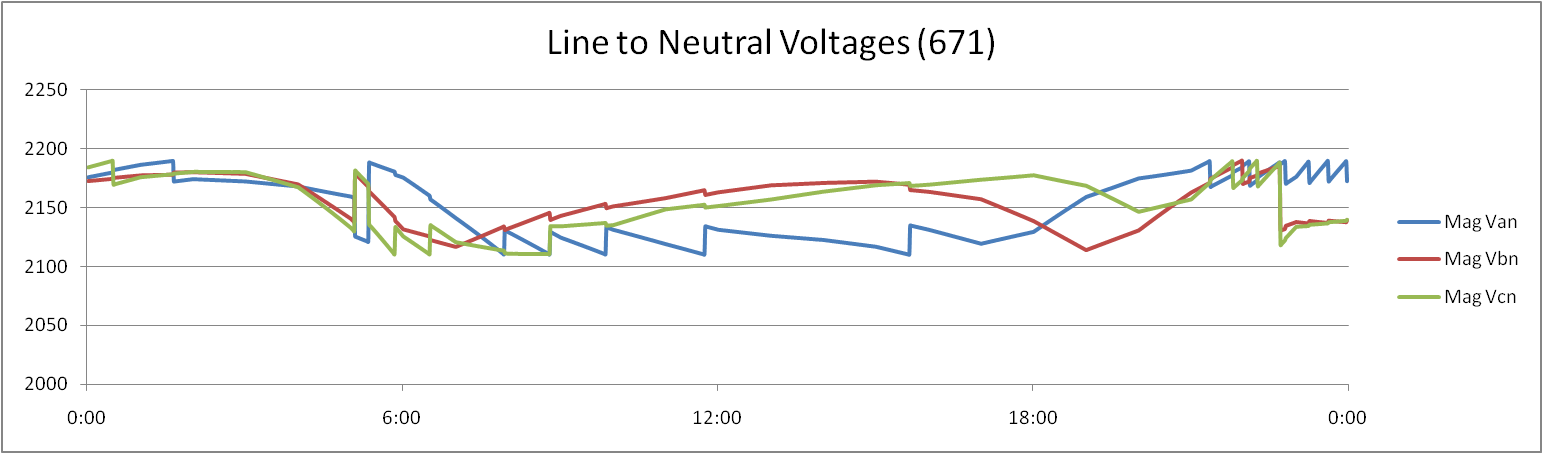 Line to Neutral Voltages (671)
2250
2200
2150
2100
2050
2000
0:00 6:00 12:00 18:00 0:00
Mag Van
Mag Vbn
Mag Vcn